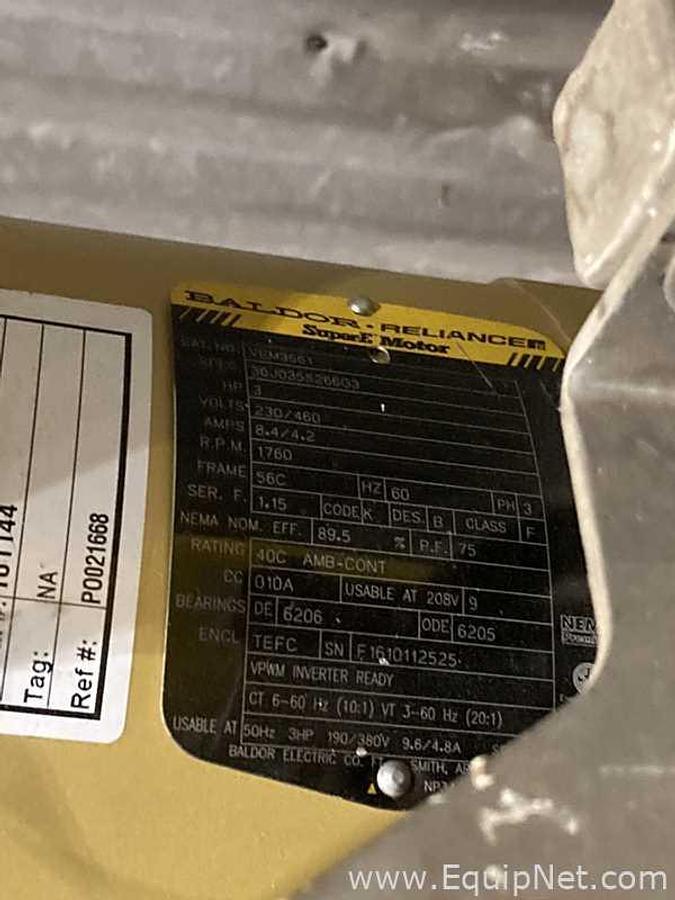 BALDOR • RELIANCE
SuperE Motor
CAT. NO. VEM3661
SPEC.
HP 3
VOLTS 230/460
AMPS 8.4/4.2
R.P.M. 1760
FRAME 56C HZ 60 PH 3
SER. F. 1.15 CODE K DES. B CLASS F
NEMA NOM. EFF. 89.5 % P.F. 75
RATING 40C AMB-CONT
CC 010A USABLE AT 208V 9
BEARINGS DE 6206 ODE 6205
ENCL TEFC SN F1610112525
VPWM INVERTER READY
CT 6-60 Hz (10:1) VT 3-60 Hz (20:1)
USABLE AT 50Hz 3HP 190/380V 9.6/4.8A
BALDOR ELECTRIC CO. SMITH,
NEM
Tag: NA
Ref #: P0021668
www.EquipNet.com